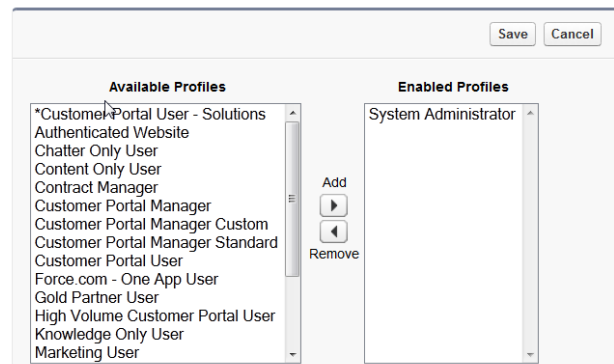 Save Cancel
Available Profiles
Enabled Profiles
*Customer Portal User - Solutions
Authenticated Website
Chatter Only User
Content Only User
Contract Manager
Customer Portal Manager
Customer Portal Manager Custom
Customer Portal Manager Standard
Customer Portal User
Force.com - One App User
Gold Partner User
High Volume Customer Portal User
Knowledge Only User
Marketing User
Add
Remove
System Administrator